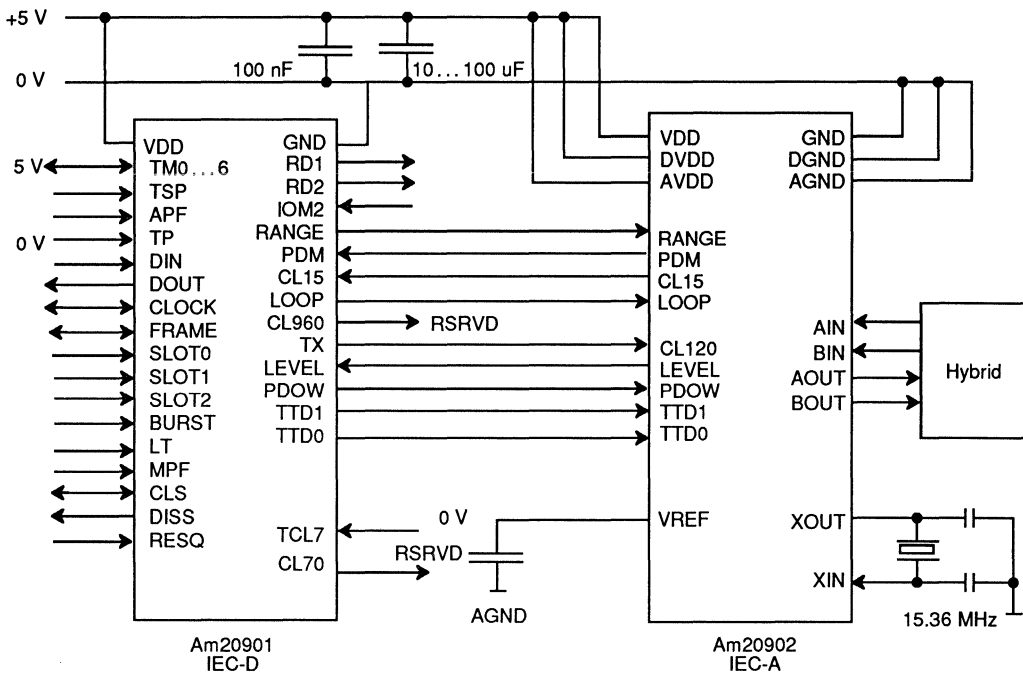 +5 V
100 nF
10...100 uF
0 V
VDD
TM0...6
5 V
TSP
APF
TP
0 V
DIN
DOUT
CLOCK
FRAME
SLOT0
SLOT1
SLOT2
BURST
LT
MPF
CLS
DISS
RESQ
GND
RD1
RD2
IOM2
RANGE
PDM
CL15
LOOP
CL960
RSRVD
TX
LEVEL
PDOW
TTD1
TTD0
TCL7
0 V
CL70
RSRVD
AGND
VDD
DVDD
AVDD
RANGE
PDM
CL15
LOOP
CL120
LEVEL
PDOW
TTD1
TTD0
VREF
GND
DGND
AGND
AIN
BIN
AOUT
BOUT
Hybrid
XOUT
XIN
15.36 MHz
Am20901
IEC-D
Am20902
IEC-A